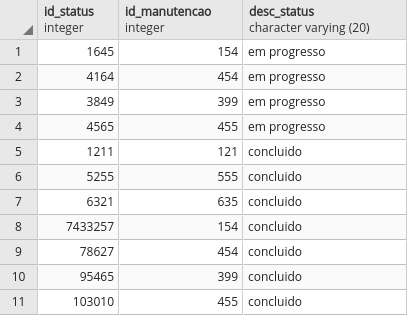 id_status id_manutencao desc_status
integer integer character varying (20)
1 1645 154 em progresso
2 4164 454 em progresso
3 3849 399 em progresso
4 4565 455 em progresso
5 1211 121 concluido
6 5255 555 concluido
7 6321 635 concluido
8 7433257 154 concluido
9 78627 454 concluido
10 95465 399 concluido
11 103010 455 concluido